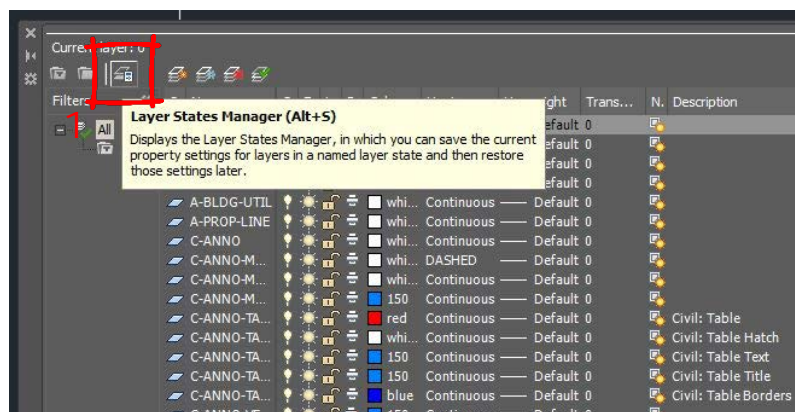 Current layer: 0
Filters
ght Trans... N. Description
Layer States Manager (Alt+S)
Displays the Layer States Manager, in which you can save the current
property settings for layers in a named layer state and then restore
those settings later.
1
All
efault 0
efault 0
efault 0
efault 0
A-BLDG-UTIL whi... Continuous Default 0
A-PROP-LINE whi... Continuous Default 0
C-ANNO whi... Continuous Default 0
C-ANNO-M... whi... DASHED Default 0
C-ANNO-M... whi... Continuous Default 0
C-ANNO-M... 150 Continuous Default 0
C-ANNO-TA... red Continuous Default 0 Civil: Table
C-ANNO-TA... whi... Continuous Default 0 Civil: Table Hatch
C-ANNO-TA... 150 Continuous Default 0 Civil: Table Text
C-ANNO-TA... 150 Continuous Default 0 Civil: Table Title
C-ANNO-TA... blue Continuous Default 0 Civil: Table Borders